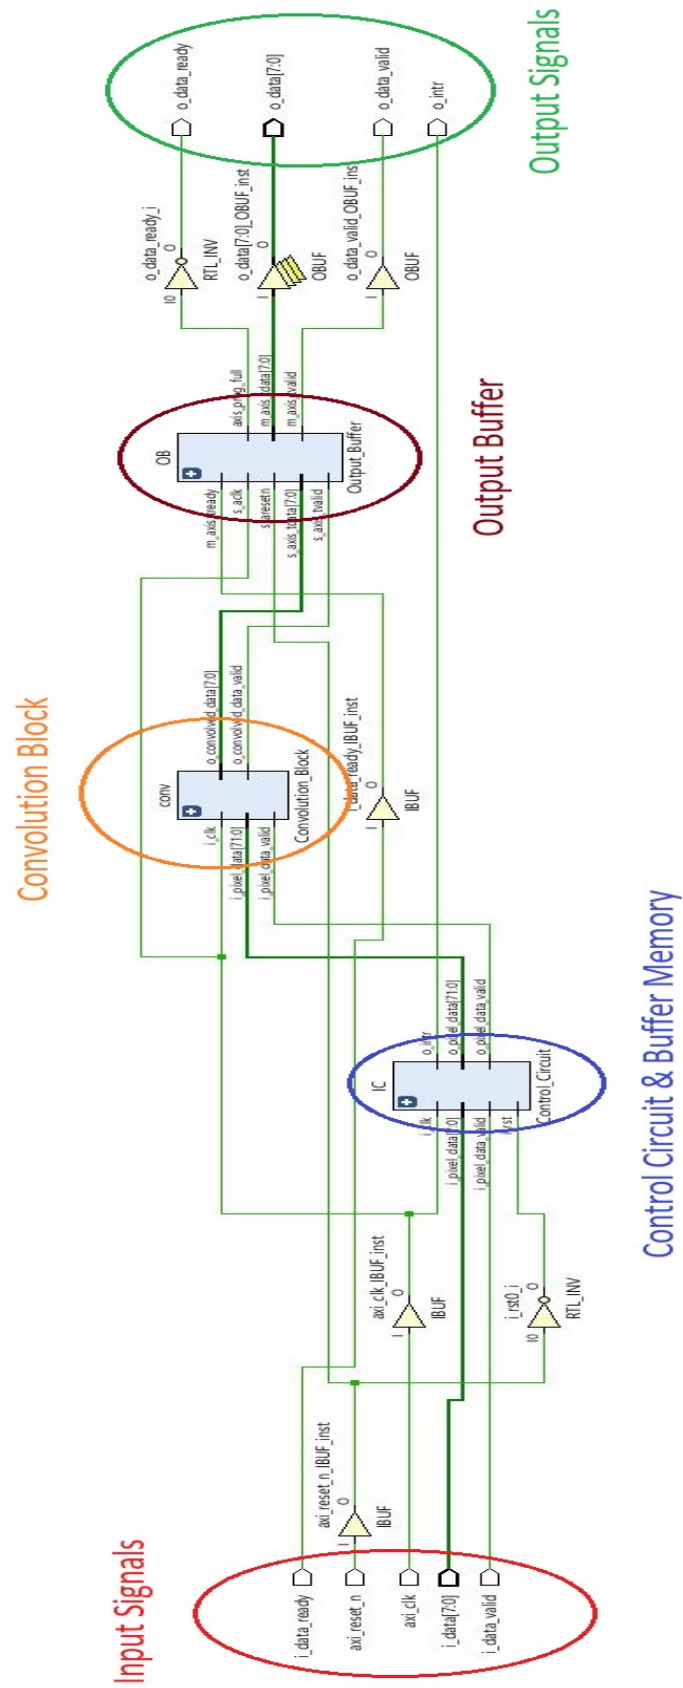 Input Signals
i_data_ready
axi_reset_n
axi_clk
i_data[7:0]
i_data_valid
axi_reset_n_IBUF_inst
I
O
IBUF
axi_clk_IBUF_inst
I
O
IBUF
i_rst0_i
I0
O
RTL_INV
Control Circuit & Buffer Memory
IC
i_clk
i_pixel_data[7:0]
i_pixel_data_valid
i_rst
o_intr
o_pixel_data[71:0]
o_pixel_data_valid
Control_Circuit
Convolution Block
conv
i_clk
i_pixel_data[71:0]
i_pixel_data_valid
o_convolved_data[7:0]
o_convolved_data_valid
Convolution_Block
i_data_ready_IBUF_inst
I
O
IBUF
Output Buffer
OB
m_axis_tready
s_aclk
s_aresetn
s_axis_tdata[7:0]
s_axis_tvalid
axis_prog_full
m_axis_tdata[7:0]
m_axis_tvalid
Output_Buffer
o_data_ready_i
I0
O
RTL_INV
o_data[7:0]_OBUF_inst
I
O
OBUF
o_data_valid_OBUF_ins
I
O
OBUF
Output Signals
o_data_ready
o_data[7:0]
o_data_valid
o_intr